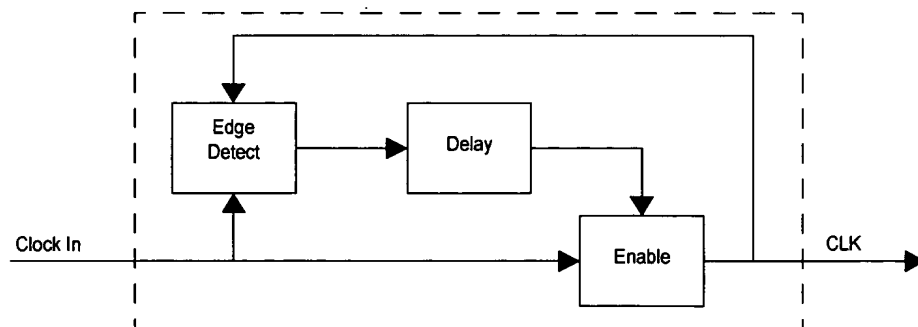 Edge
Detect
Delay
Clock In
Enable
CLK